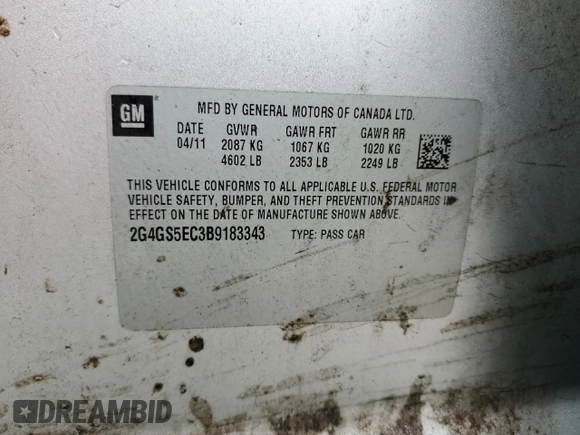 GM
MFD BY GENERAL MOTORS OF CANADA LTD.
DATE GVWR GAWR FRT GAWR RR
04/11 2087 KG 1067 KG 1020 KG
4602 LB 2353 LB 2249 LB
THIS VEHICLE CONFORMS TO ALL APPLICABLE U.S. FEDERAL MOTOR
VEHICLE SAFETY, BUMPER, AND THEFT PREVENTION STANDARDS IN
EFFECT ON THE DATE OF MANUFACTURE SHOWN ABOVE.
2G4GS5EC3B9183343 TYPE: PASS CAR
DREAMBID